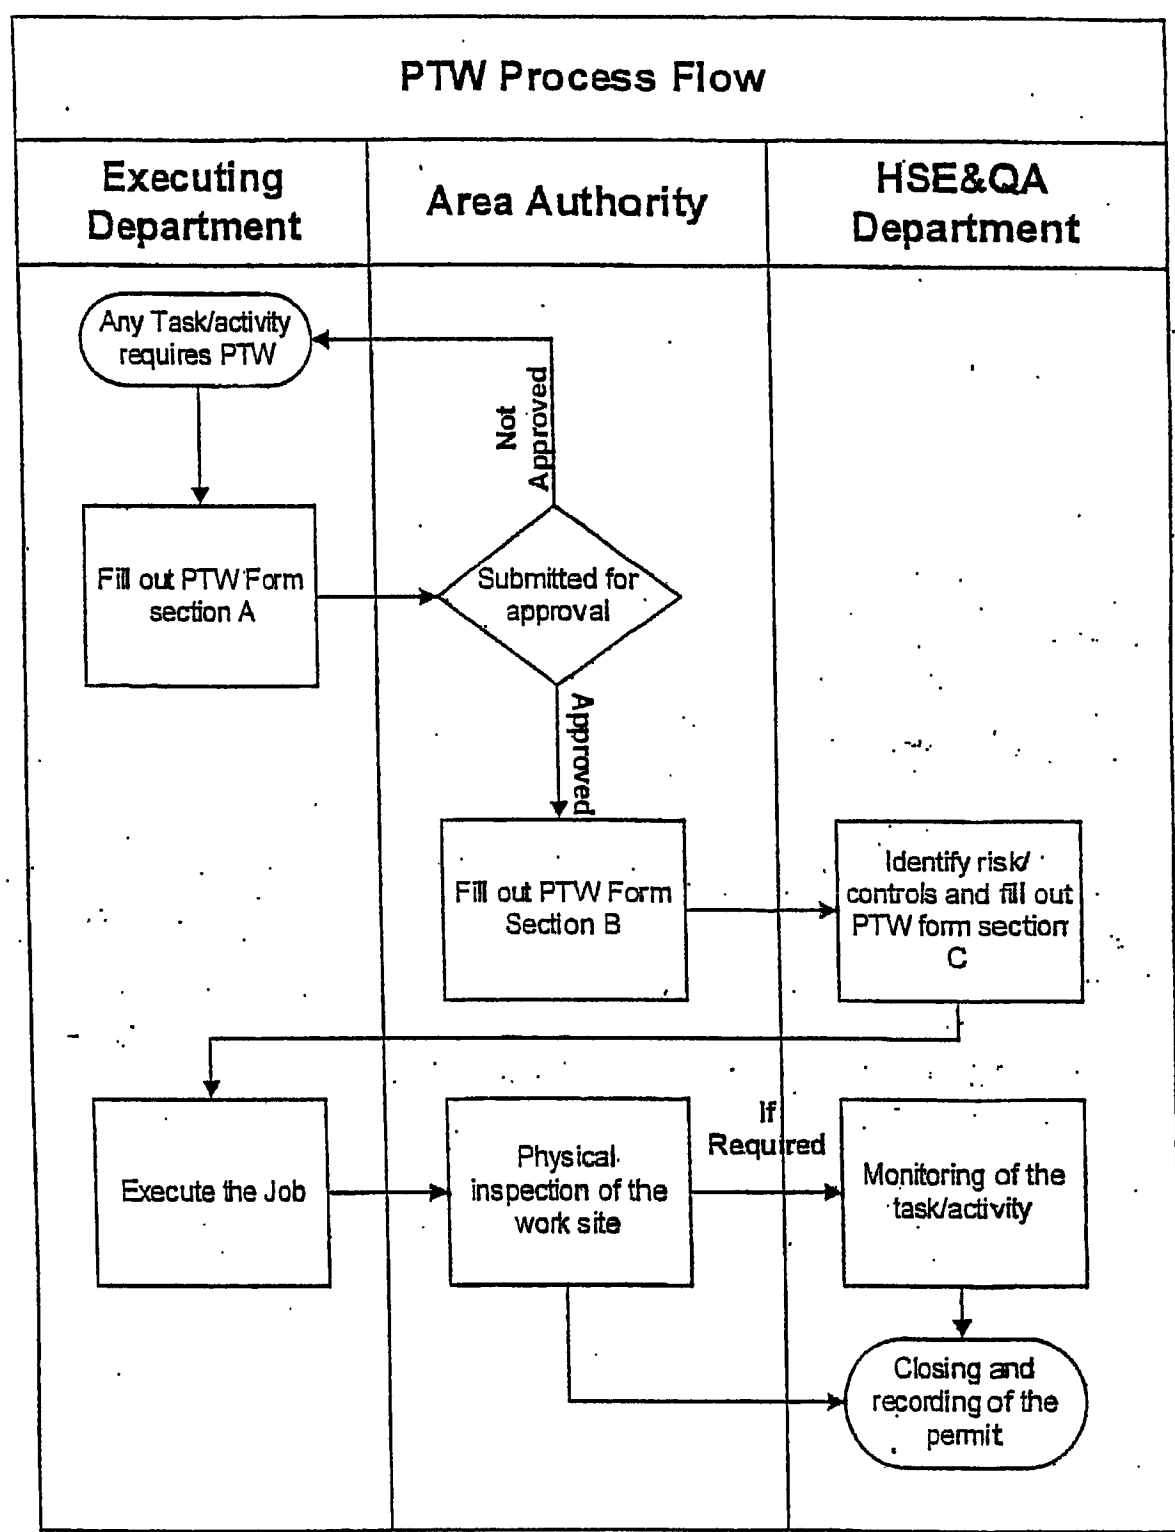 PTW Process Flow
Executing
Department
Area Authority
HSE&QA
Department
Any Task/activity
requires PTW
Not
Approved
Fill out PTW Form
section A
Submitted for
approval
Approved
Fill out PTW Form
Section B
Identify risk/
controls and fill out
PTW form section
C
Execute the Job
Physical
inspection of the
work site
If
Required
Monitoring of the
task/activity
Closing and
recording of the
permit